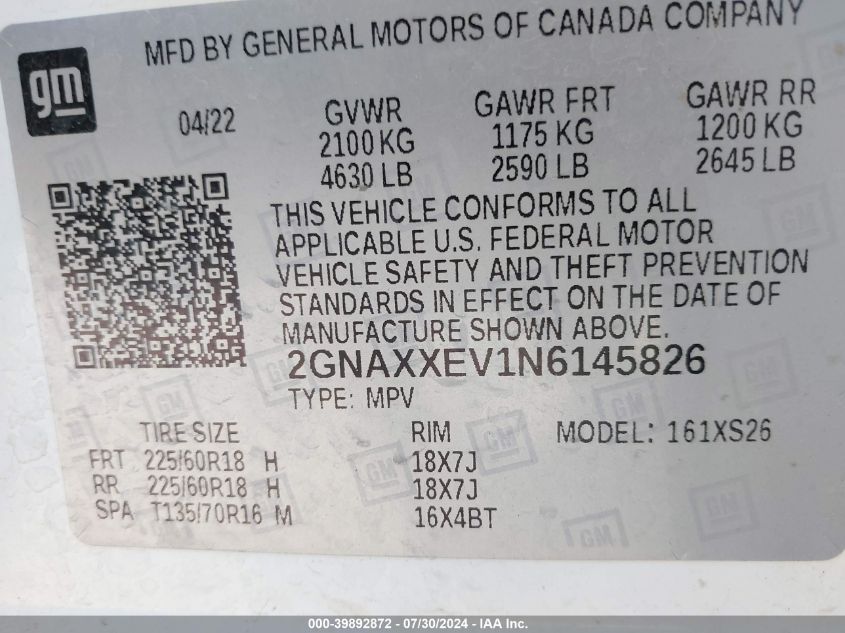 MFD BY GENERAL MOTORS OF CANADA COMPANY
gm
04/22
GVWR GAWR FRT GAWR RR
2100 KG 1175 KG 1200 KG
4630 LB 2590 LB 2645 LB
THIS VEHICLE CONFORMS TO ALL
APPLICABLE U.S. FEDERAL MOTOR
VEHICLE SAFETY AND THEFT PREVENTION
STANDARDS IN EFFECT ON THE DATE OF
MANUFACTURE SHOWN ABOVE.
2GNAXXEV1N6145826
TYPE: MPV
TIRE SIZE RIM MODEL: 161XS26
FRT 225/60R18 H 18X7J
RR 225/60R18 H 18X7J
SPA T135/70R16 M 16X4BT
000-39892872 - 07/30/2024 - IAA Inc.